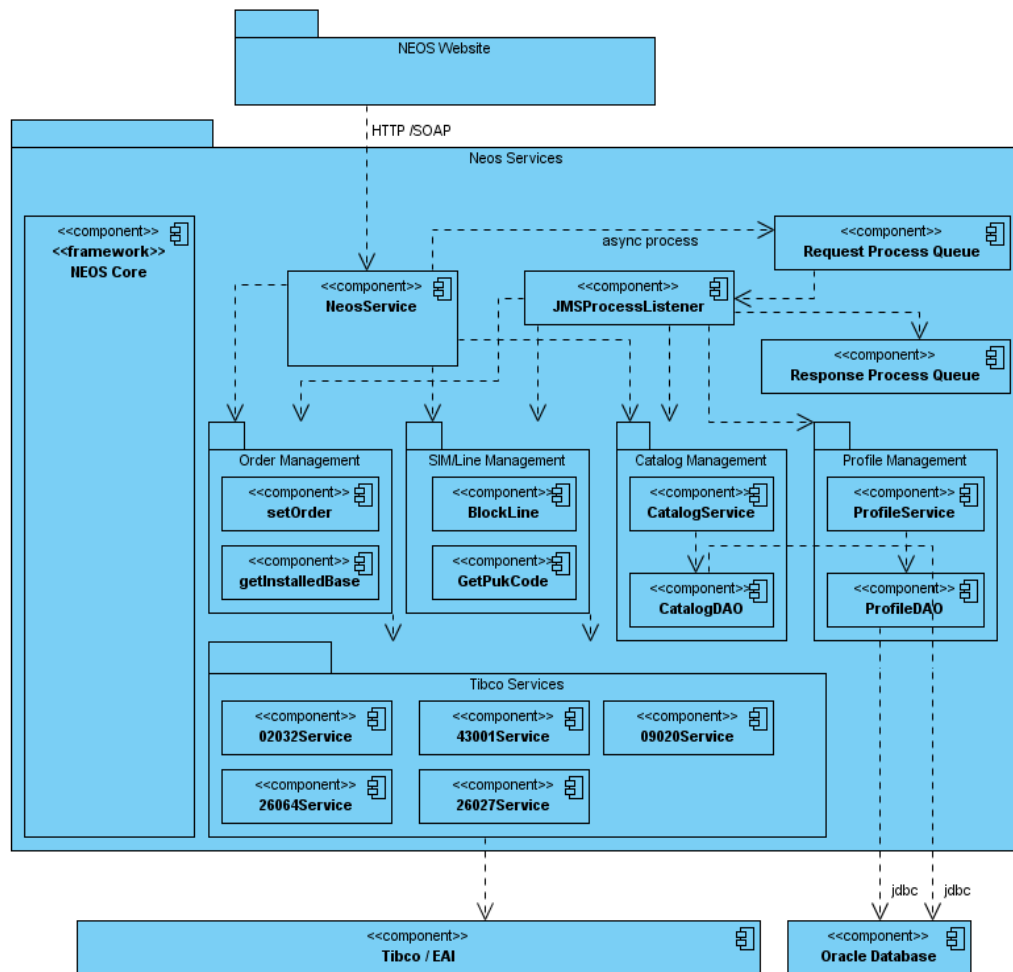 NEOS Website
HTTP /SOAP
Neos Services
<<component>>
<<framework>>
NEOS Core
<<component>>
NeosService
async process
<<component>>
JMSProcessListener
<<component>>
Request Process Queue
<<component>>
Response Process Queue
Order Management
<<component>>
setOrder
<<component>>
getInstalledBase
SIM/Line Management
<<component>>
BlockLine
<<component>>
GetPukCode
Catalog Management
<<component>>
CatalogService
<<component>>
CatalogDAO
Profile Management
<<component>>
ProfileService
<<component>>
ProfileDAO
Tibco Services
<<component>>
02032Service
<<component>>
43001Service
<<component>>
09020Service
<<component>>
26064Service
<<component>>
26027Service
jdbc
jdbc
<<component>>
Tibco / EAI
<<component>>
Oracle Database